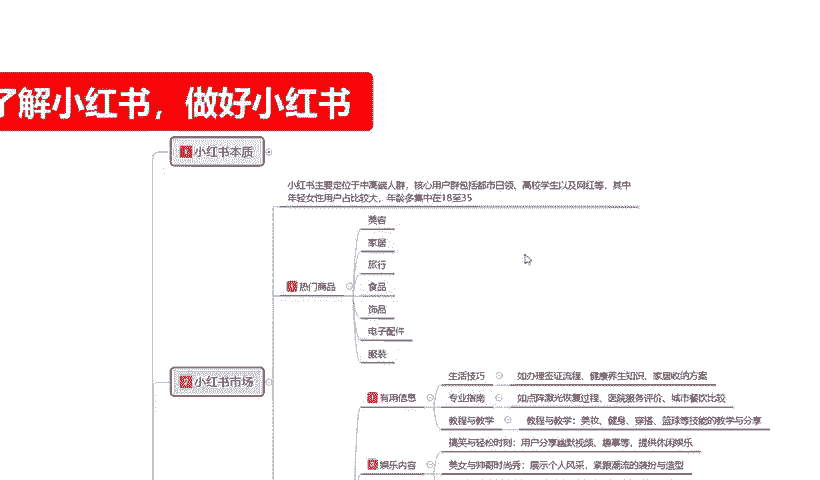 了解小红书，做好小红书
1 小红书本质
小红书主要定位于中高端人群，核心用户群包括都市白领、高校学生以及网红等，其中
年轻女性用户占比较大，年龄多集中在18至35
美容
家居
旅行
1 热门商品
食品
饰品
电子配件
服装
2 小红书市场
生活技巧
如办理签证流程、健康养生知识、家居收纳方案
有用信息
专业指南
如点阵激光恢复过程、医院服务评价、城市餐饮比较
教程与教学
教程与教学：美妆、健身、穿搭、篮球等技能的教学与分享
搞笑与轻松时刻：用户分享幽默视频、趣事等，提供休闲娱乐
娱乐内容
美女与帅哥时尚秀：展示个人风采，紧跟潮流的装扮与造型